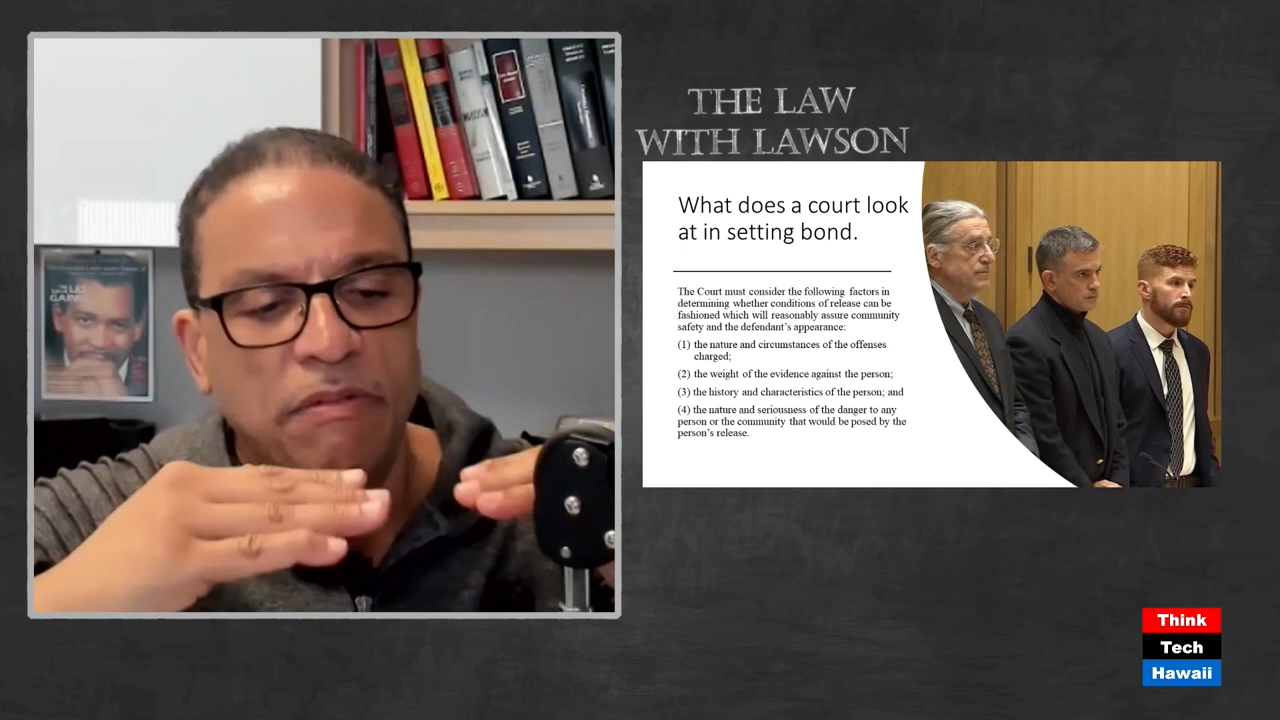 THE LAW
WITH LAWSON
What does a court look
at in setting bond.
The Court must consider the following factors in
determining whether conditions of release can be
fashioned which will reasonably assure community
safety and the defendant's appearance:
(1) the nature and circumstances of the offenses
charged;
(2) the weight of the evidence against the person;
(3) the history and characteristics of the person; and
(4) the nature and seriousness of the danger to any
person or the community that would be posed by the
person's release.
Think
Tech
Hawaii